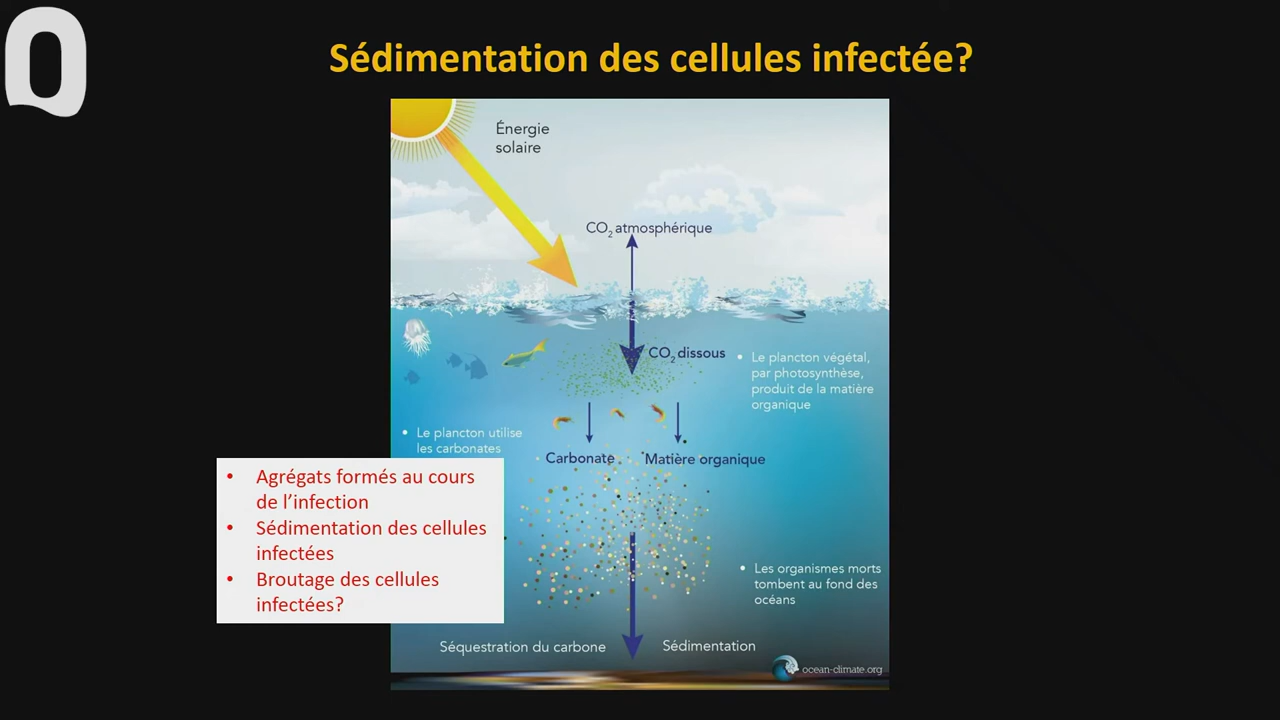 Q
Sédimentation des cellules infectée?
Énergie
solaire
CO2 atmosphérique
CO2 dissous
• Le plancton végétal,
par photosynthèse,
produit de la matière
organique
• Le plancton utilise
les carbonates
Carbonate
Matière organique
• Agrégats formés au cours
de l’infection
• Sédimentation des cellules
infectées
• Broutage des cellules
infectées?
• Les organismes morts
tombent au fond des
océans
Séquestration du carbone
Sédimentation
ocean-climate.org